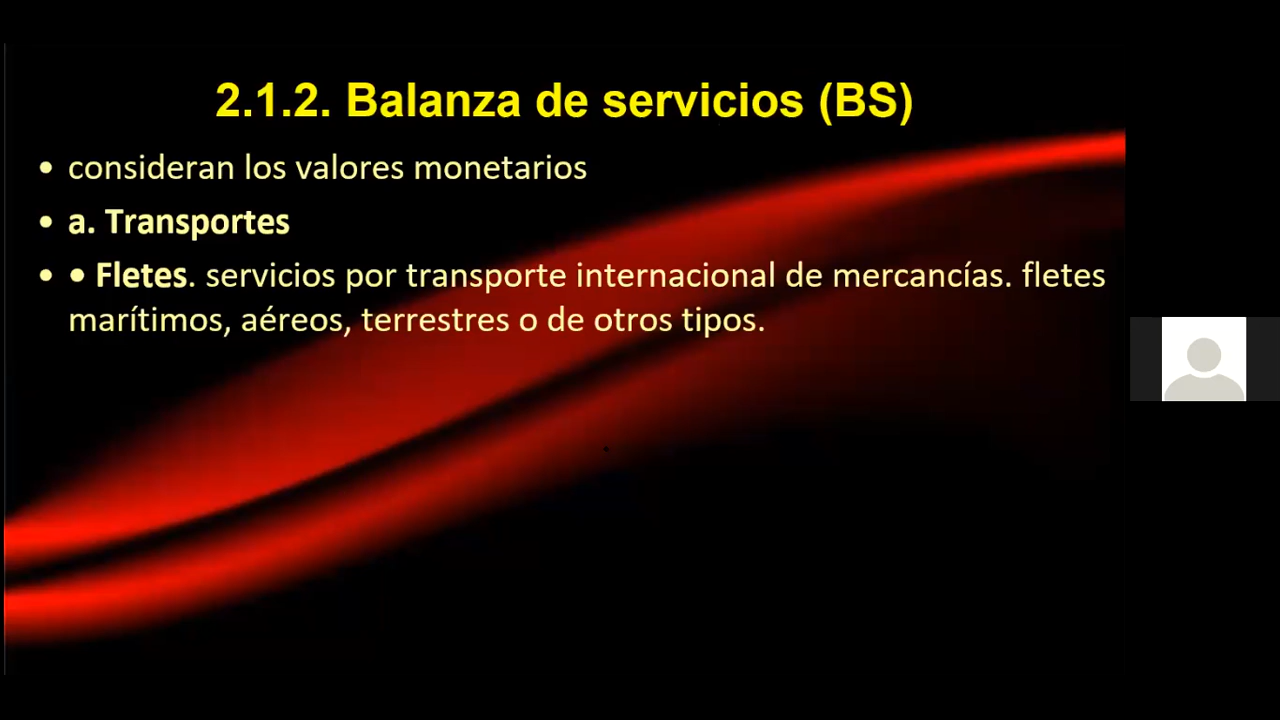 2.1.2. Balanza de servicios (BS)
• consideran los valores monetarios
• a. Transportes
• • Fletes. servicios por transporte internacional de mercancías. fletes
marítimos, aéreos, terrestres o de otros tipos.